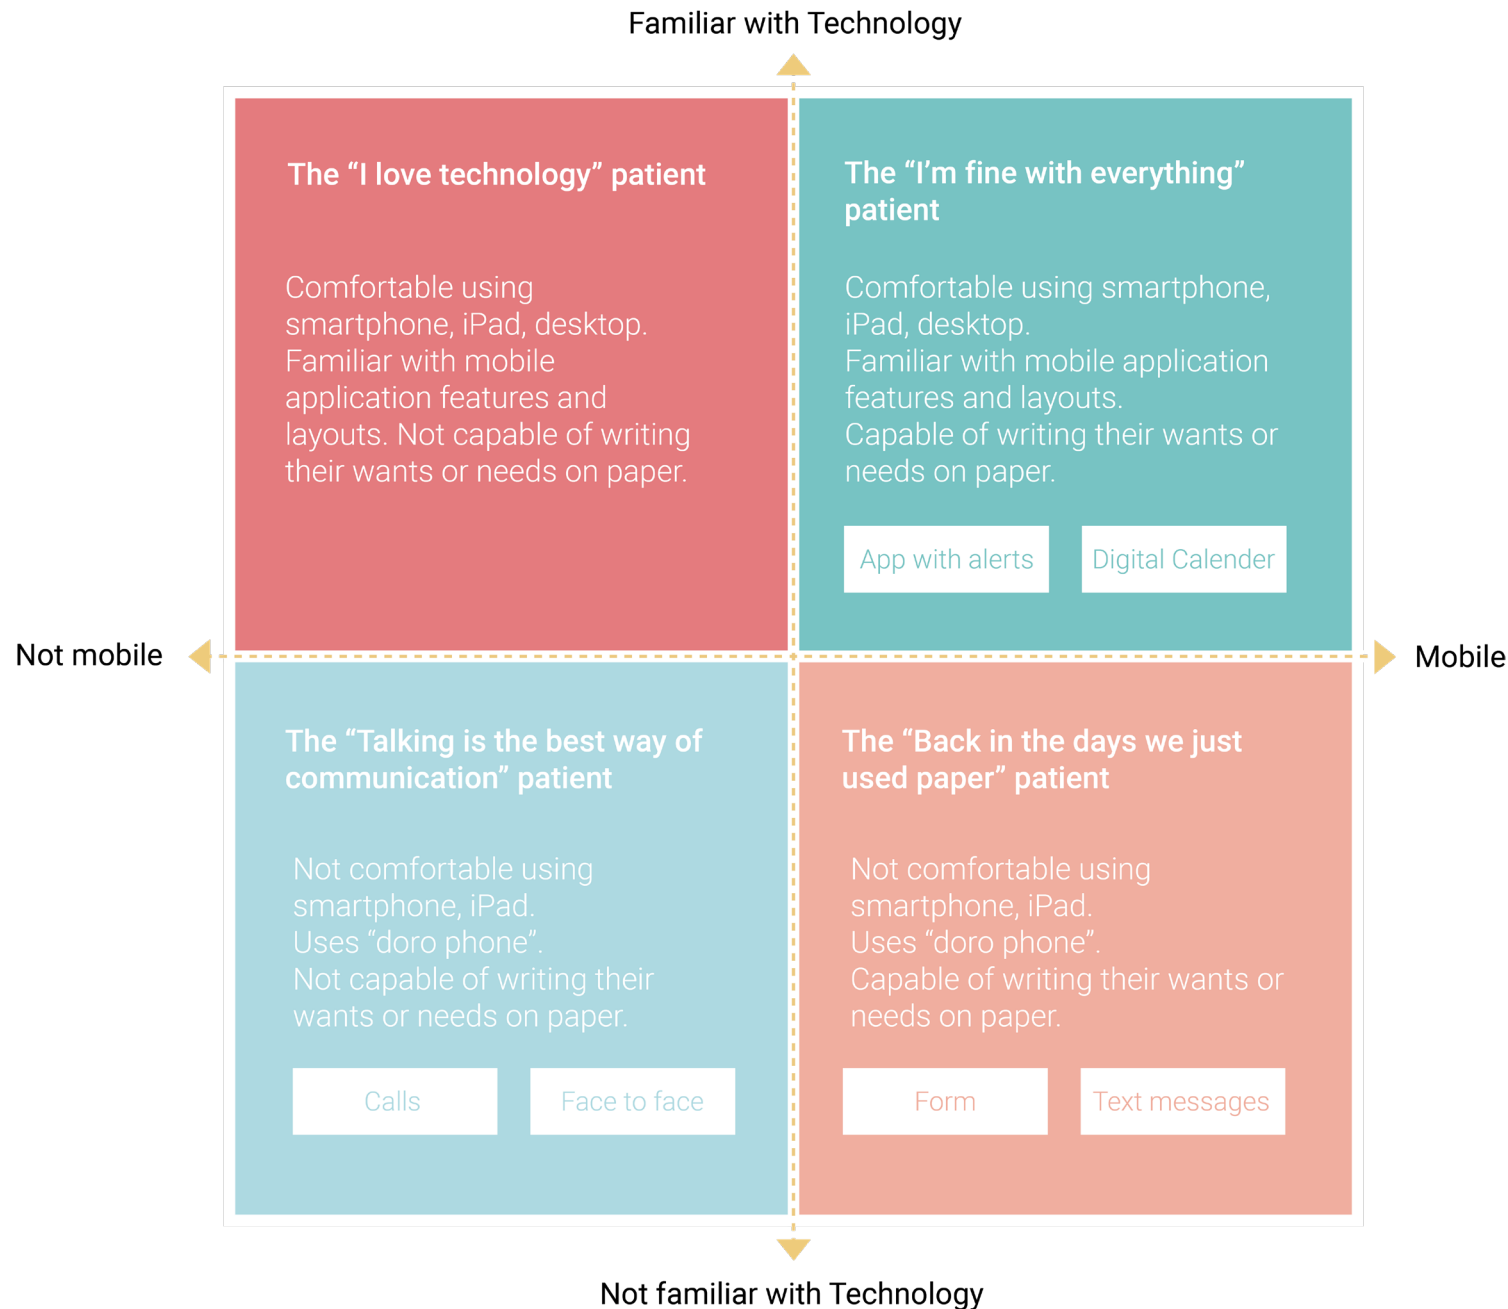 Familiar with Technology
The “I love technology” patient
Comfortable using
smartphone, iPad, desktop.
Familiar with mobile
application features and
layouts. Not capable of writing
their wants or needs on paper.
The “I’m fine with everything”
patient
Comfortable using smartphone,
iPad, desktop.
Familiar with mobile application
features and layouts.
Capable of writing their wants or
needs on paper.
App with alerts
Digital Calender
Not mobile
Mobile
The “Talking is the best way of
communication” patient
Not comfortable using
smartphone, iPad.
Uses “doro phone”.
Not capable of writing their
wants or needs on paper.
Calls
Face to face
The “Back in the days we just
used paper” patient
Not comfortable using
smartphone, iPad.
Uses “doro phone”.
Capable of writing their wants or
needs on paper.
Form
Text messages
Not familiar with Technology